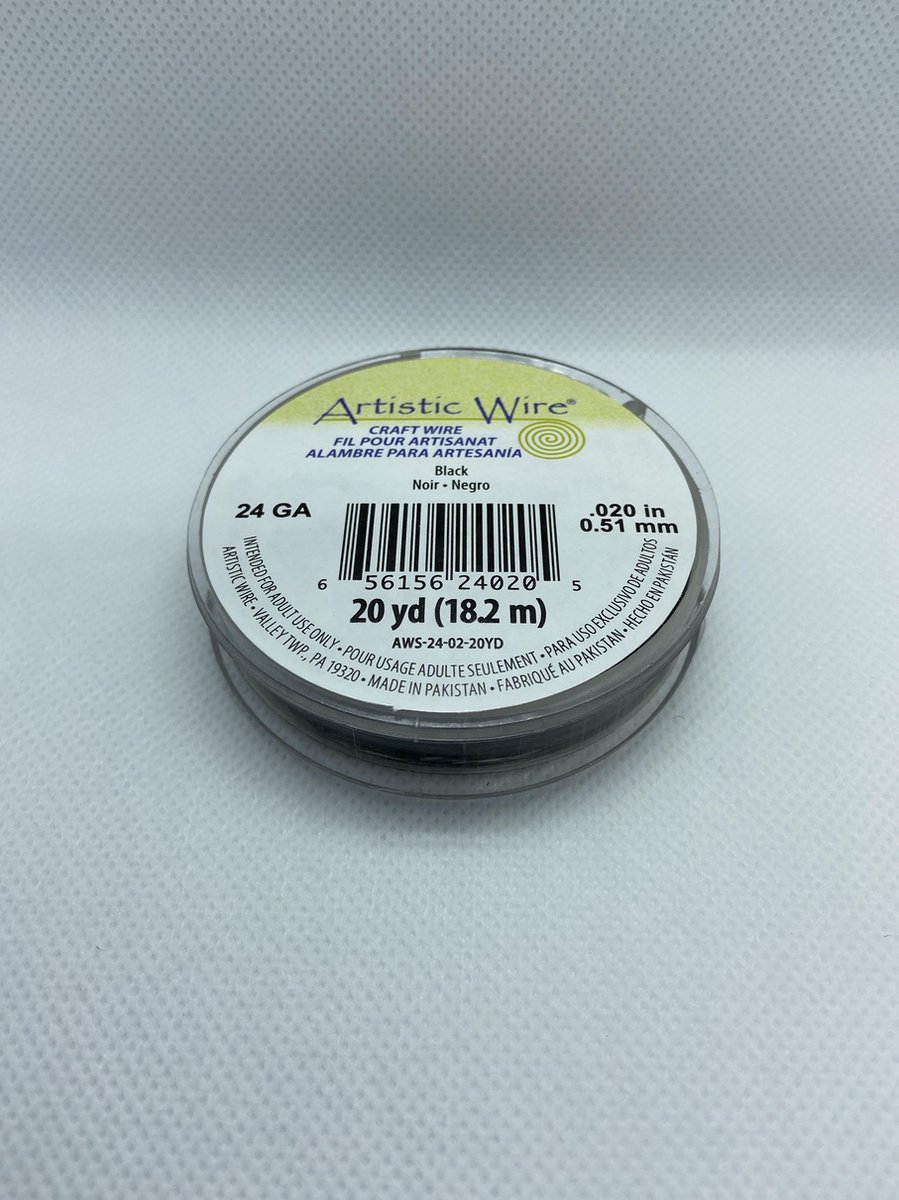 Artistic Wire®
CRAFT WIRE
FIL POUR ARTISANAT
ALAMBRE PARA ARTESANÍA
Black
Noir • Negro
24 GA
.020 in
0.51 mm
6 56156 24020 5
20 yd (18.2 m)
AWS-24-02-20YD
INTENDED FOR ADULT USE ONLY • POUR USAGE ADULTE SEULEMENT • PARA USO EXCLUSIVO DE ADULTOS
ARTISTIC WIRE • VALLEY TWP., PA 19320 • MADE IN PAKISTAN • FABRIQUÉ AU PAKISTAN • HECHO EN PAKISTÁN